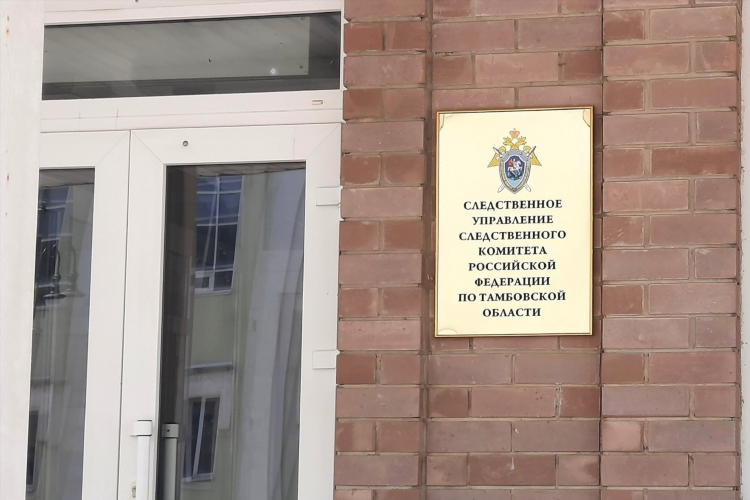 СЛЕДСТВЕННОЕ
УПРАВЛЕНИЕ
СЛЕДСТВЕННОГО
КОМИТЕТА
РОССИЙСКОЙ
ФЕДЕРАЦИИ
ПО ТАМБОВСКОЙ
ОБЛАСТИ